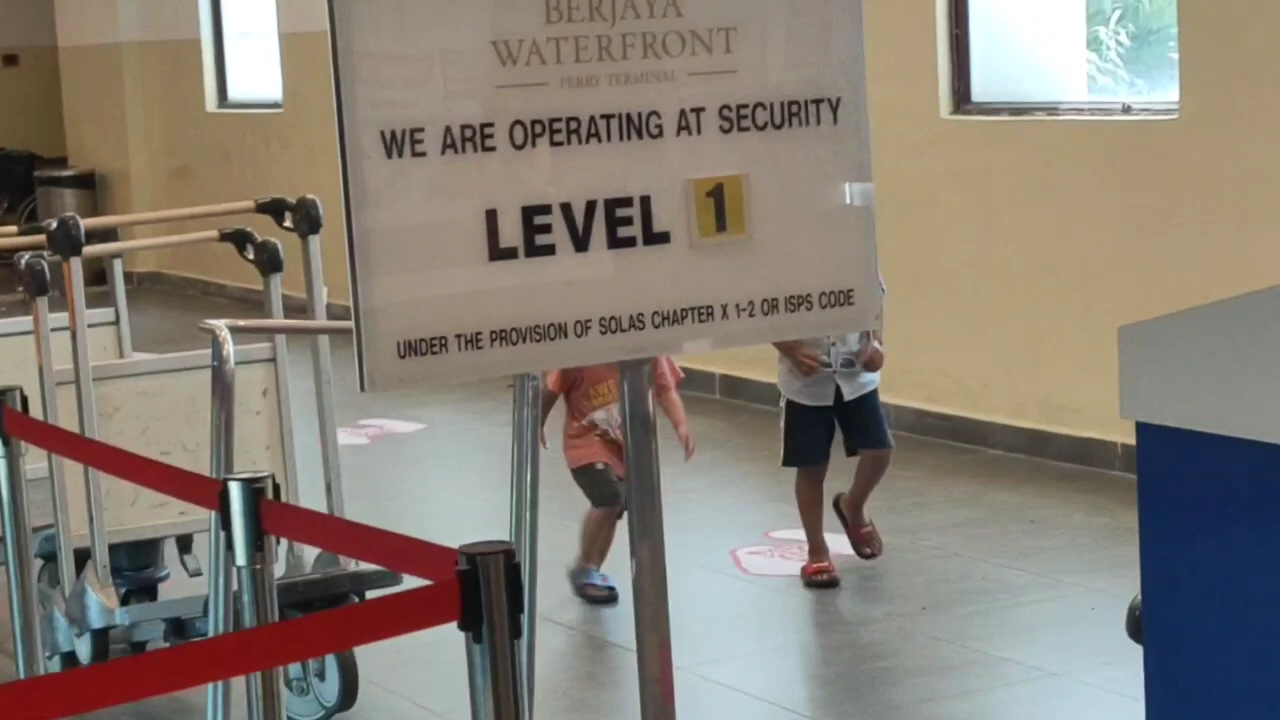 BERJAYA
WATERFRONT
FERRY TERMINAL
WE ARE OPERATING AT SECURITY
LEVEL 1
UNDER THE PROVISION OF SOLAS CHAPTER X 1-2 OR ISPS CODE
AWE